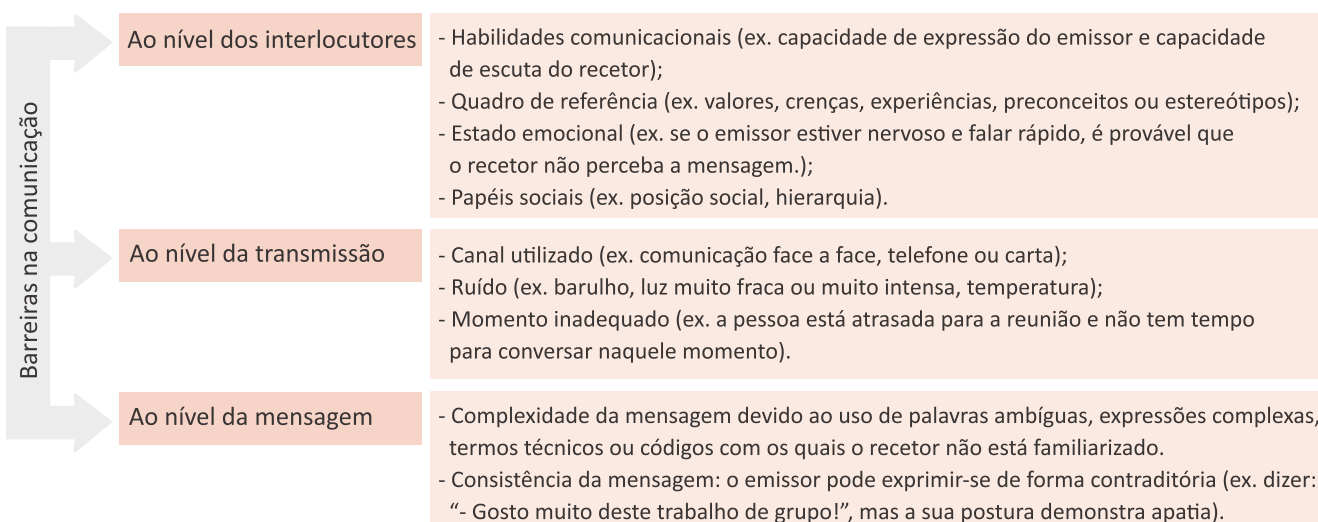 Barreiras na comunicação
Ao nível dos interlocutores
- Habilidades comunicacionais (ex. capacidade de expressão do emissor e capacidade
de escuta do recetor);
- Quadro de referência (ex. valores, crenças, experiências, preconceitos ou estereótipos);
- Estado emocional (ex. se o emissor estiver nervoso e falar rápido, é provável que
o recetor não perceba a mensagem.);
- Papéis sociais (ex. posição social, hierarquia).
Ao nível da transmissão
- Canal utilizado (ex. comunicação face a face, telefone ou carta);
- Ruído (ex. barulho, luz muito fraca ou muito intensa, temperatura);
- Momento inadequado (ex. a pessoa está atrasada para a reunião e não tem tempo
para conversar naquele momento).
Ao nível da mensagem
- Complexidade da mensagem devido ao uso de palavras ambíguas, expressões complexas,
termos técnicos ou códigos com os quais o recetor não está familiarizado.
- Consistência da mensagem: o emissor pode exprimir-se de forma contraditória (ex. dizer:
“- Gosto muito deste trabalho de grupo!”, mas a sua postura demonstra apatia).